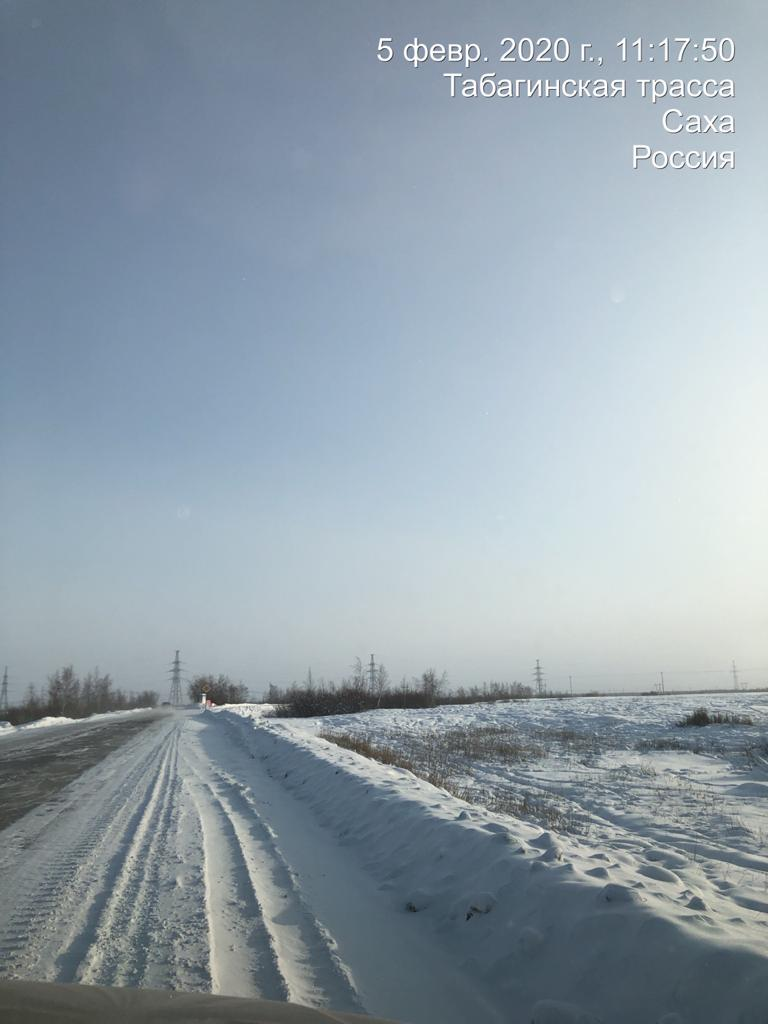 5 февр. 2020 г., 11:17:50
Табагинская трасса
Саха
Россия